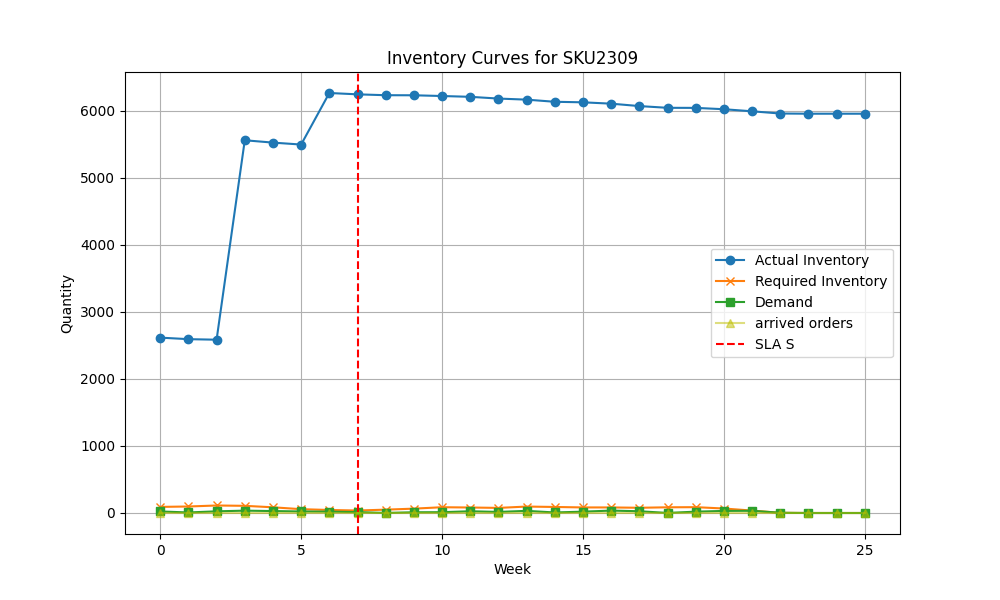 Inventory Curves for SKU2309
Quantity
6000
5000
4000
3000
2000
1000
0
Actual Inventory
Required Inventory
Demand
arrived orders
SLA S
0 5 10 15 20 25
Week